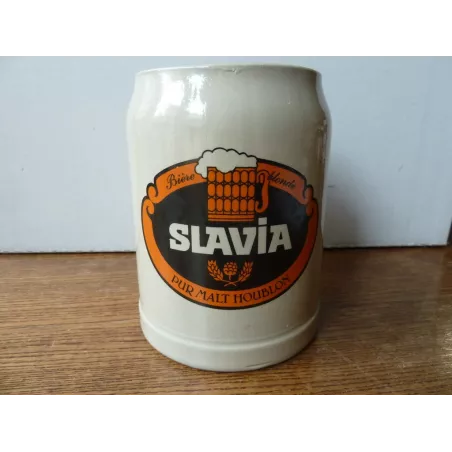 Bière blonde
SLAVIA
PUR MALT HOUBLON